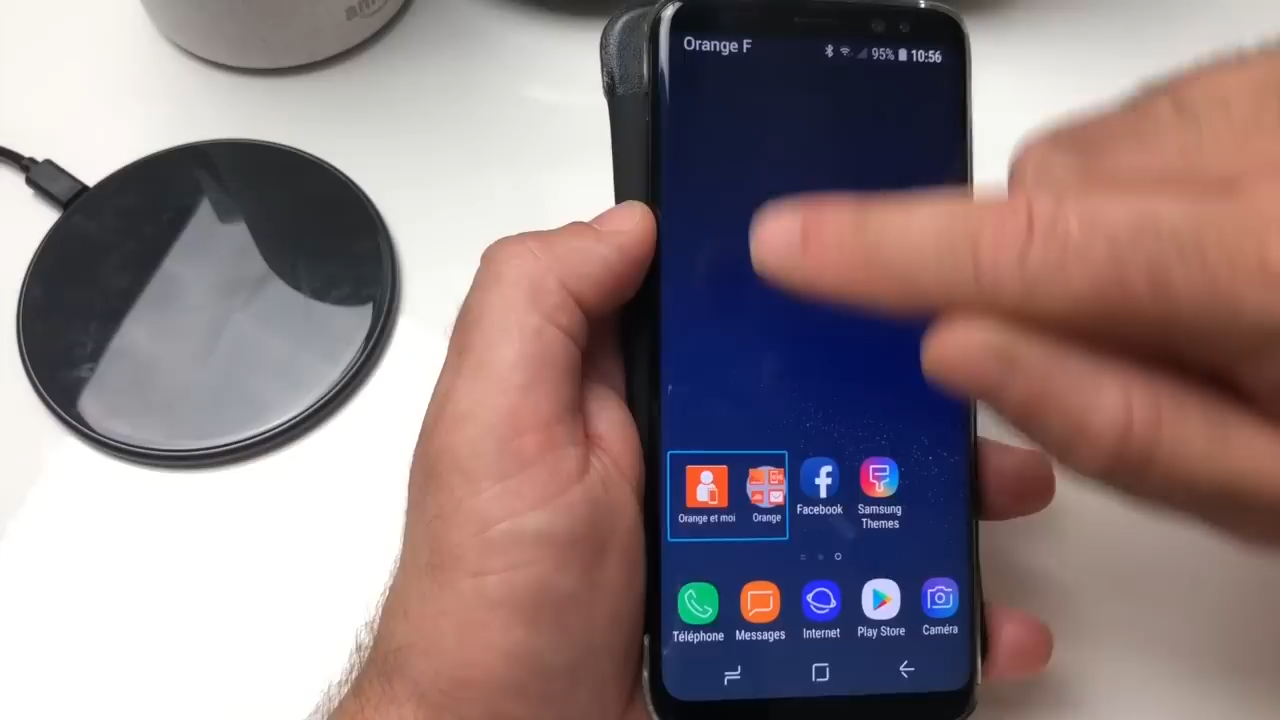 Orange F
95% 10:56
Orange et moi
Orange
Facebook
Samsung
Themes
Téléphone
Messages
Internet
Play Store
Caméra